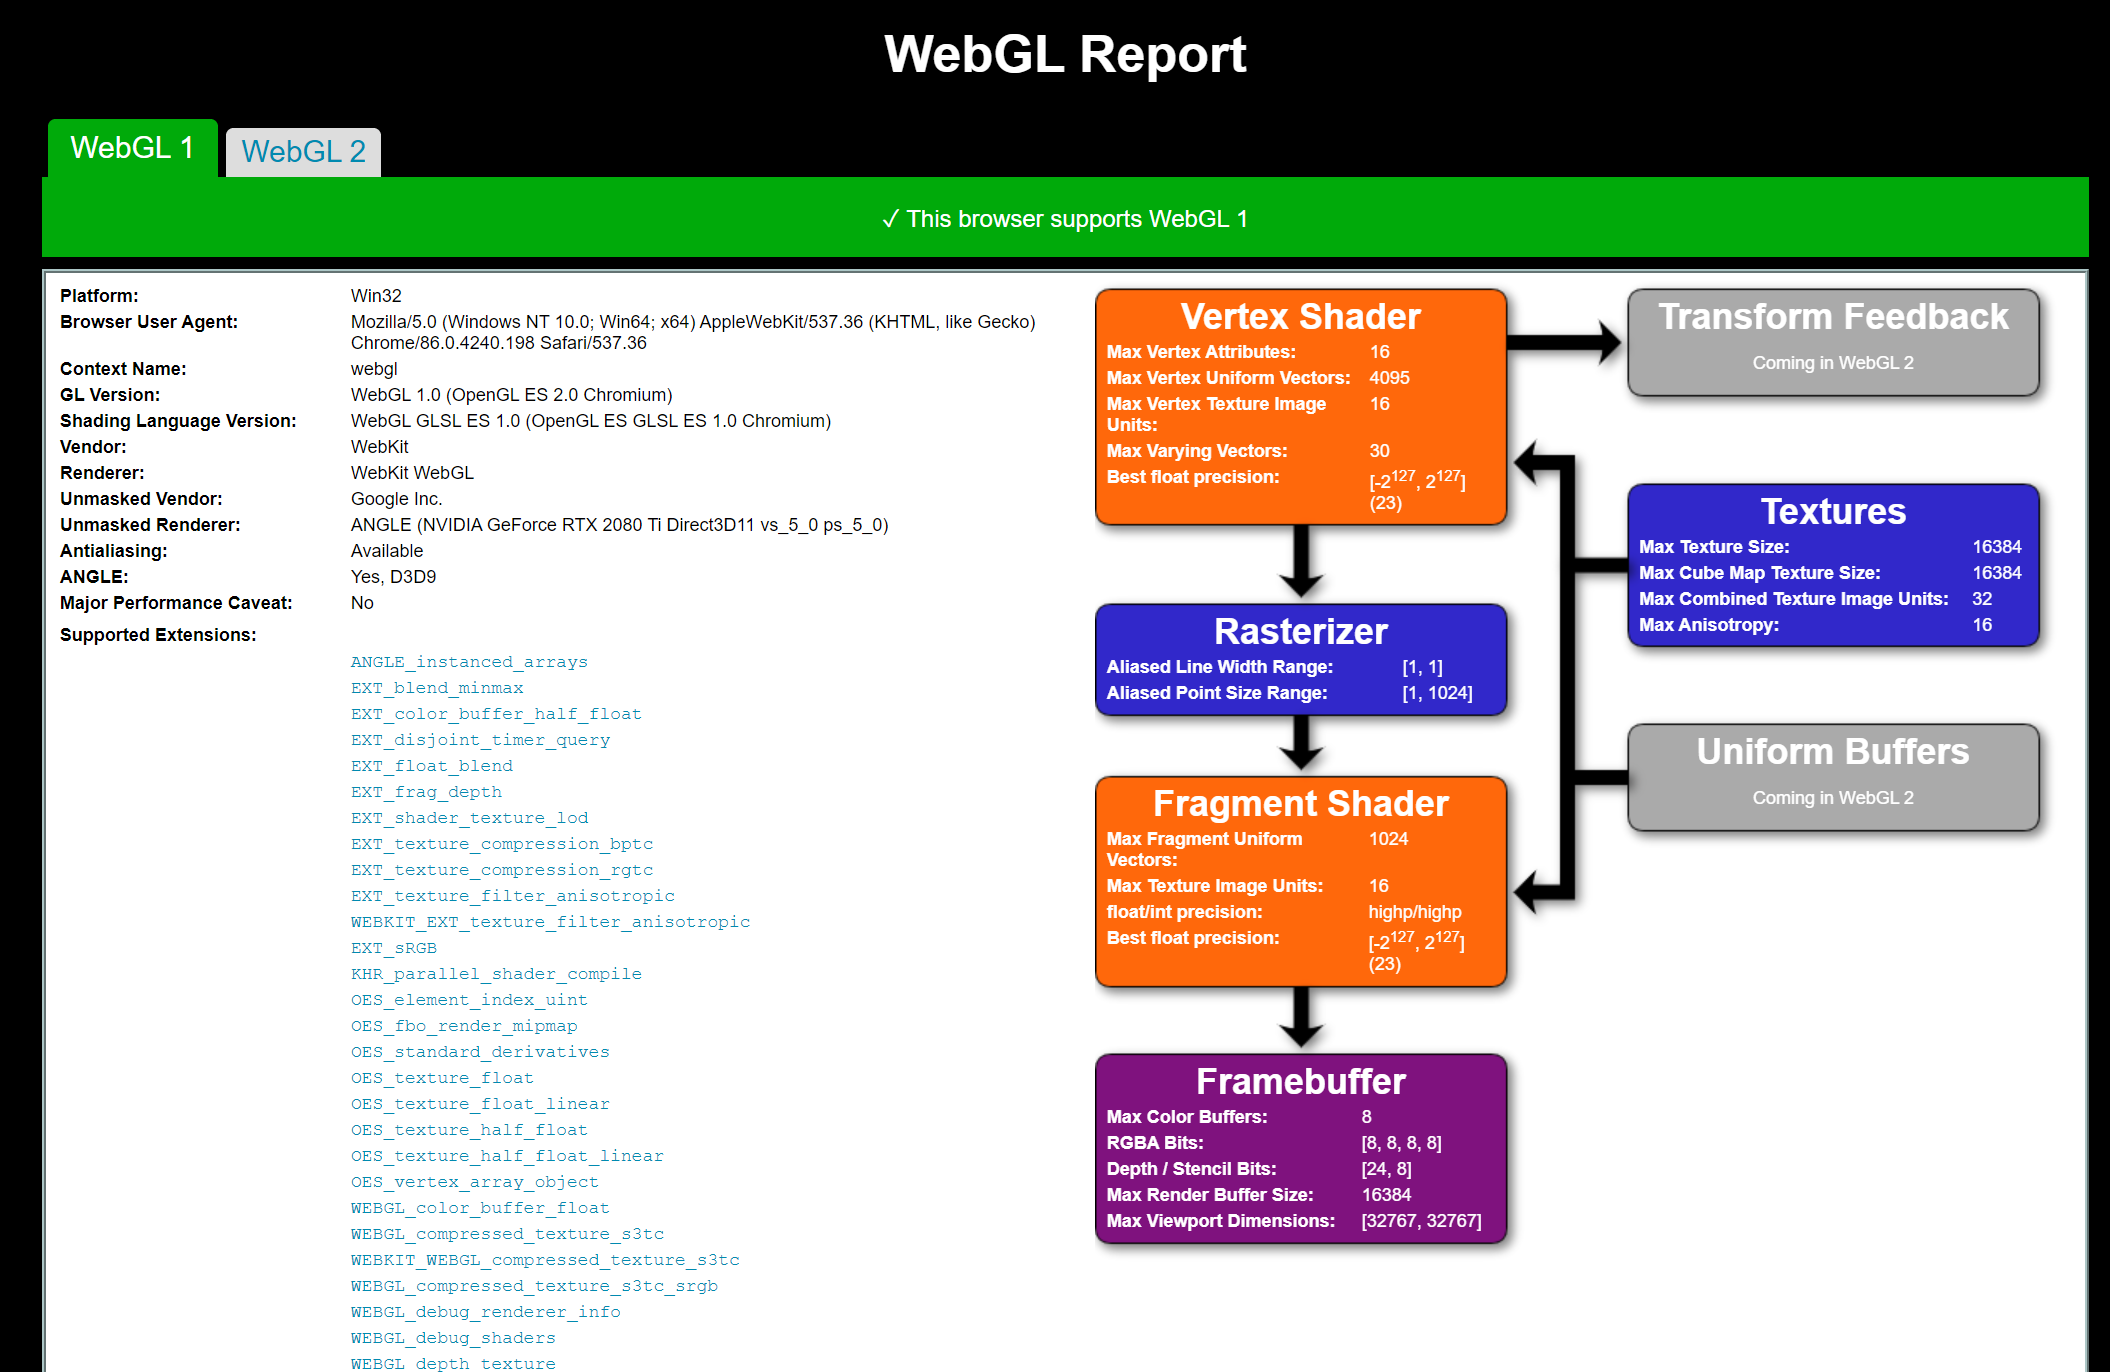 WebGL Report
WebGL 1
WebGL 2
✓ This browser supports WebGL 1
Platform: Win32
Browser User Agent: Mozilla/5.0 (Windows NT 10.0; Win64; x64) AppleWebKit/537.36 (KHTML, like Gecko)
Chrome/86.0.4240.198 Safari/537.36
Context Name: webgl
GL Version: WebGL 1.0 (OpenGL ES 2.0 Chromium)
Shading Language Version: WebGL GLSL ES 1.0 (OpenGL ES GLSL ES 1.0 Chromium)
Vendor: WebKit
Renderer: WebKit WebGL
Unmasked Vendor: Google Inc.
Unmasked Renderer: ANGLE (NVIDIA GeForce RTX 2080 Ti Direct3D11 vs_5_0 ps_5_0)
Antialiasing: Available
ANGLE: Yes, D3D9
Major Performance Caveat: No
Supported Extensions:
ANGLE_instanced_arrays
EXT_blend_minmax
EXT_color_buffer_half_float
EXT_disjoint_timer_query
EXT_float_blend
EXT_frag_depth
EXT_shader_texture_lod
EXT_texture_compression_bptc
EXT_texture_compression_rgtc
EXT_texture_filter_anisotropic
WEBKIT_EXT_texture_filter_anisotropic
EXT_sRGB
KHR_parallel_shader_compile
OES_element_index_uint
OES_fbo_render_mipmap
OES_standard_derivatives
OES_texture_float
OES_texture_float_linear
OES_texture_half_float
OES_texture_half_float_linear
OES_vertex_array_object
WEBGL_color_buffer_float
WEBGL_compressed_texture_s3tc
WEBKIT_WEBGL_compressed_texture_s3tc
WEBGL_compressed_texture_s3tc_srgb
WEBGL_debug_renderer_info
WEBGL_debug_shaders
WEBGL_depth_texture
Vertex Shader
Max Vertex Attributes: 16
Max Vertex Uniform Vectors: 4095
Max Vertex Texture Image 16
Units:
Max Varying Vectors: 30
Best float precision: [-2¹²⁷, 2¹²⁷]
(23)
Transform Feedback
Coming in WebGL 2
Textures
Max Texture Size: 16384
Max Cube Map Texture Size: 16384
Max Combined Texture Image Units: 32
Max Anisotropy: 16
Rasterizer
Aliased Line Width Range: [1, 1]
Aliased Point Size Range: [1, 1024]
Uniform Buffers
Coming in WebGL 2
Fragment Shader
Max Fragment Uniform 1024
Vectors:
Max Texture Image Units: 16
float/int precision: highp/highp
Best float precision: [-2¹²⁷, 2¹²⁷]
(23)
Framebuffer
Max Color Buffers: 8
RGBA Bits: [8, 8, 8, 8]
Depth / Stencil Bits: [24, 8]
Max Render Buffer Size: 16384
Max Viewport Dimensions: [32767, 32767]